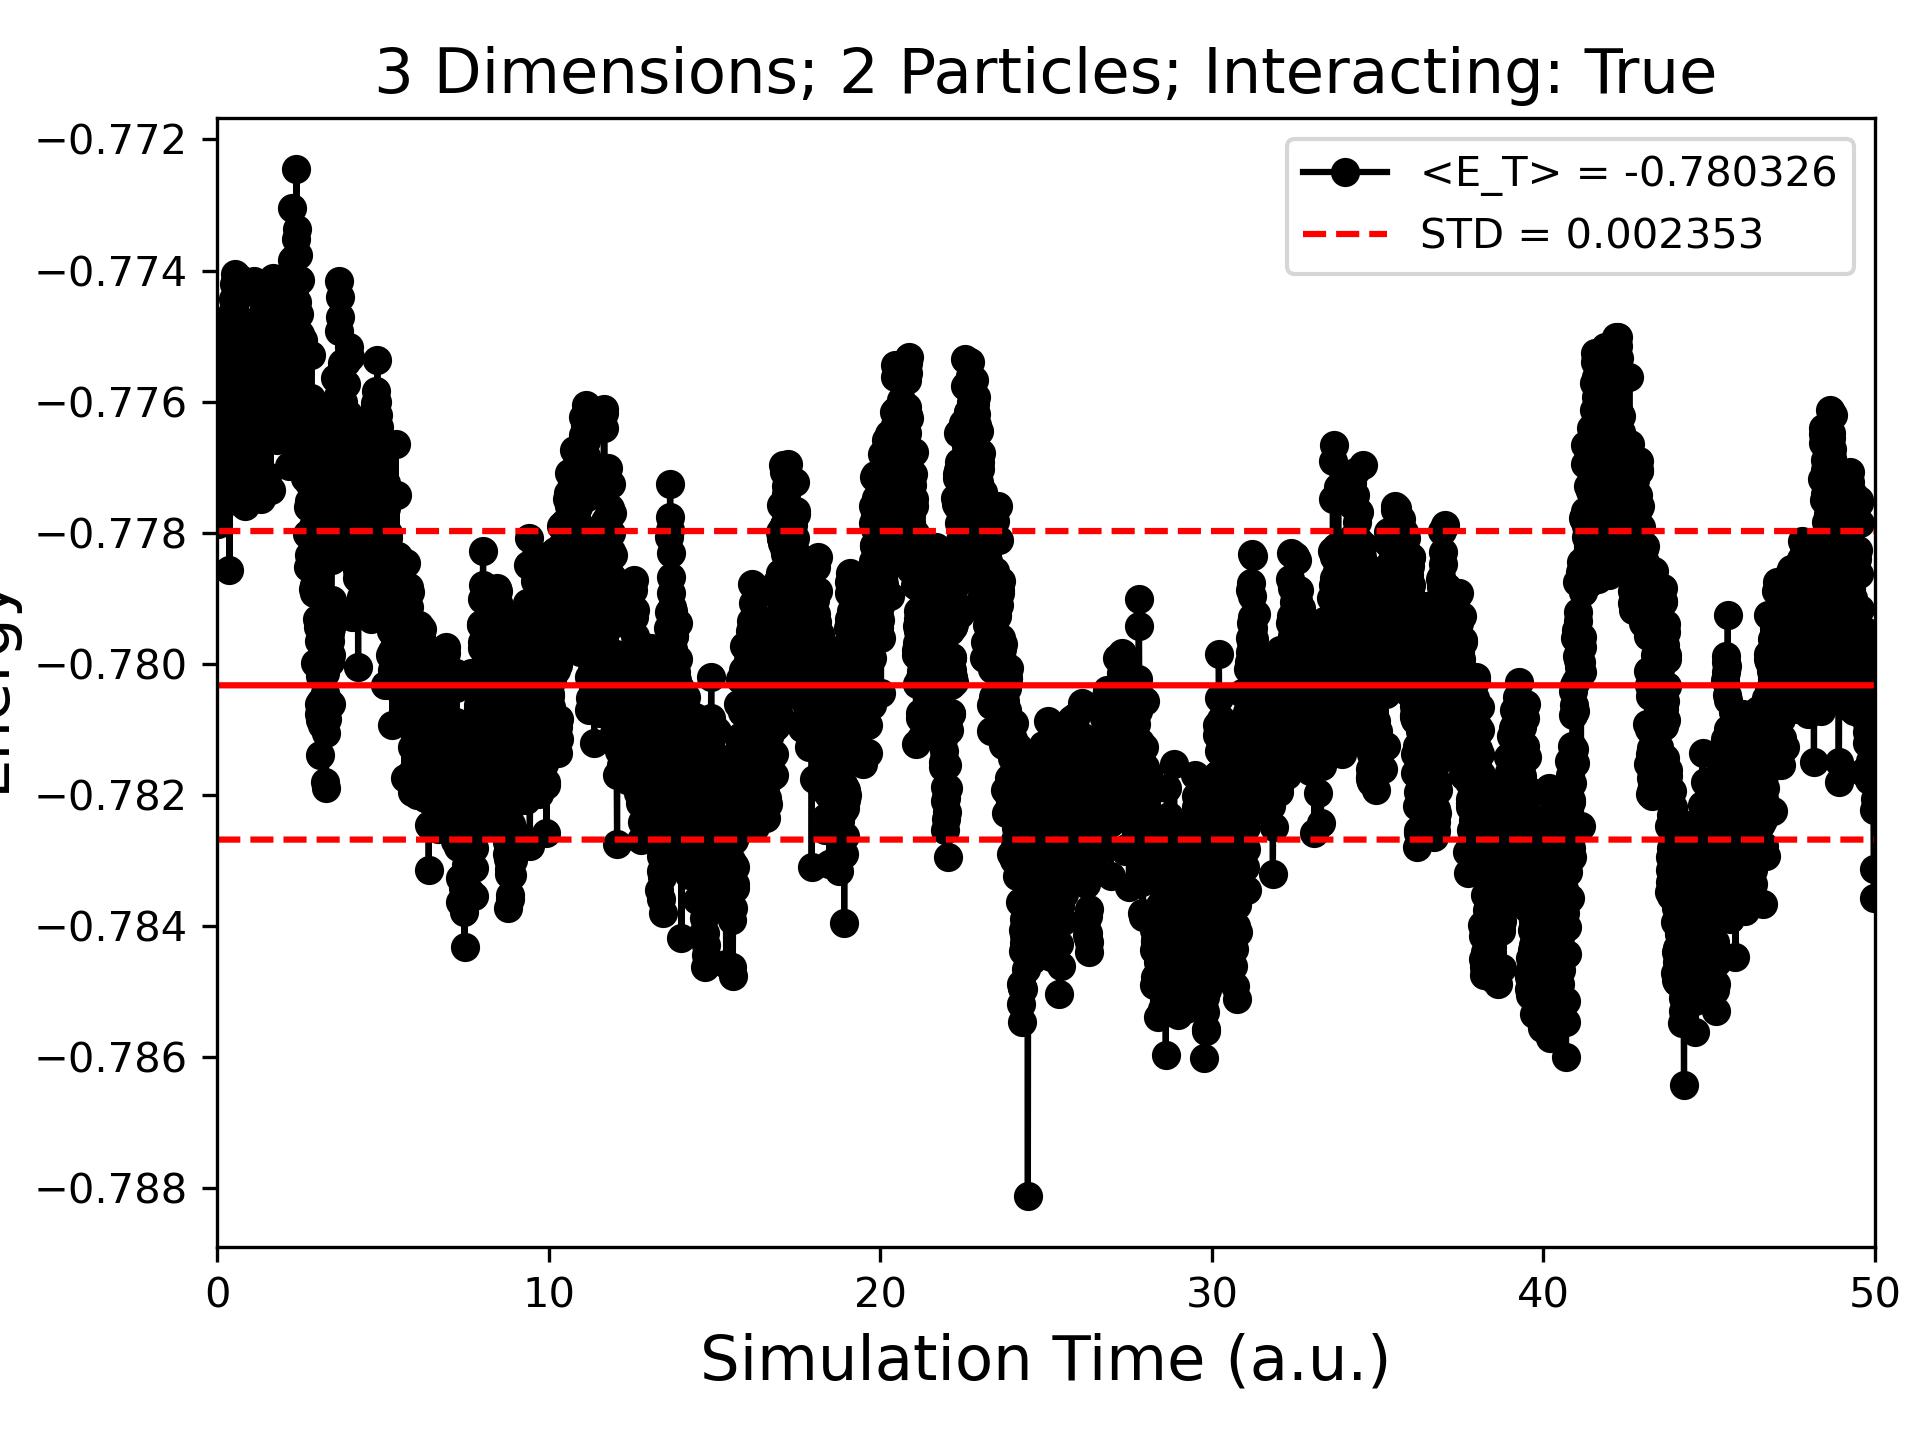 3 Dimensions; 2 Particles; Interacting: True
<E_T> = -0.780326
STD = 0.002353
−0.772
−0.774
−0.776
−0.778
−0.780
−0.782
−0.784
−0.786
−0.788
Energy
0 10 20 30 40 50
Simulation Time (a.u.)